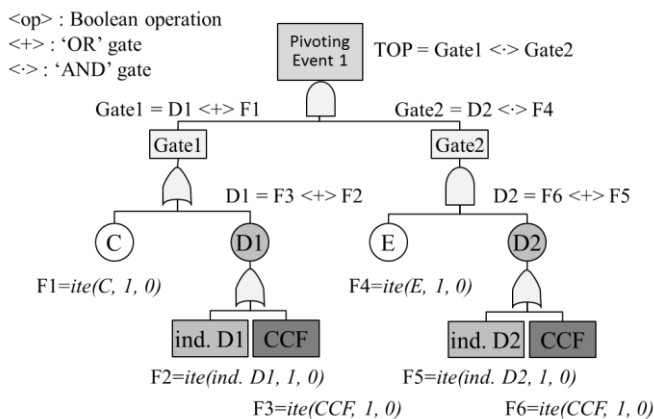 <op> : Boolean operation
<+> : ‘OR’ gate
<·> : ‘AND’ gate
Pivoting
Event 1
TOP = Gate1 <·> Gate2
Gate1 = D1 <+> F1
Gate2 = D2 <·> F4
Gate1
Gate2
D1 = F3 <+> F2
D2 = F6 <+> F5
C
D1
E
D2
F1=ite(C, 1, 0)
F4=ite(E, 1, 0)
ind. D1
CCF
ind. D2
CCF
F2=ite(ind. D1, 1, 0)
F5=ite(ind. D2, 1, 0)
F3=ite(CCF, 1, 0)
F6=ite(CCF, 1, 0)